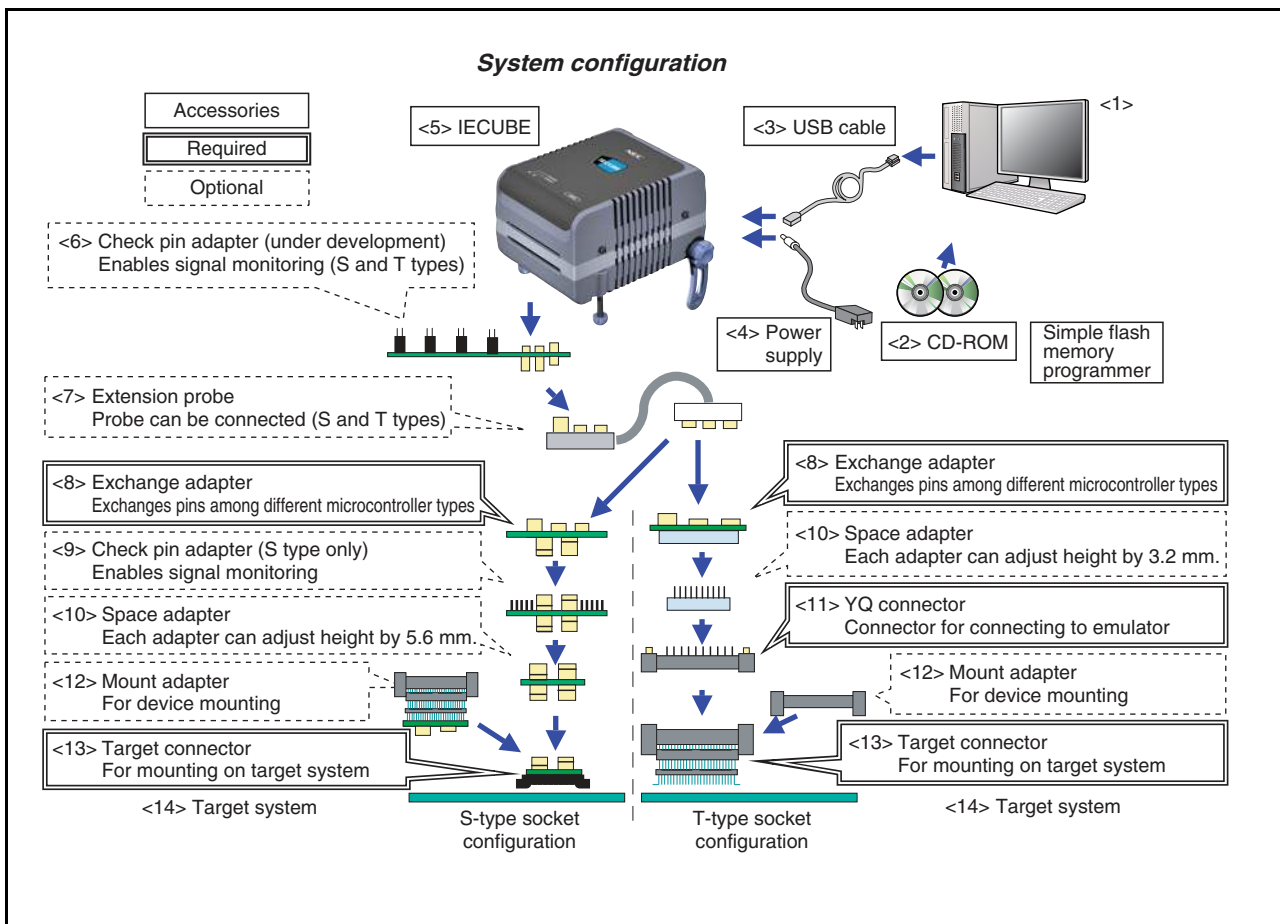 System configuration
Accessories
Required
Optional
<5> IECUBE
<3> USB cable
<1>
NEC
<6> Check pin adapter (under development)
Enables signal monitoring (S and T types)
<4> Power
supply
<2> CD-ROM
Simple flash
memory
programmer
<7> Extension probe
Probe can be connected (S and T types)
<8> Exchange adapter
Exchanges pins among different microcontroller types
<9> Check pin adapter (S type only)
Enables signal monitoring
<10> Space adapter
Each adapter can adjust height by 5.6 mm.
<12> Mount adapter
For device mounting
<13> Target connector
For mounting on target system
<14> Target system
S-type socket
configuration
<8> Exchange adapter
Exchanges pins among different microcontroller types
<10> Space adapter
Each adapter can adjust height by 3.2 mm.
<11> YQ connector
Connector for connecting to emulator
<12> Mount adapter
For device mounting
<13> Target connector
For mounting on target system
<14> Target system
T-type socket
configuration